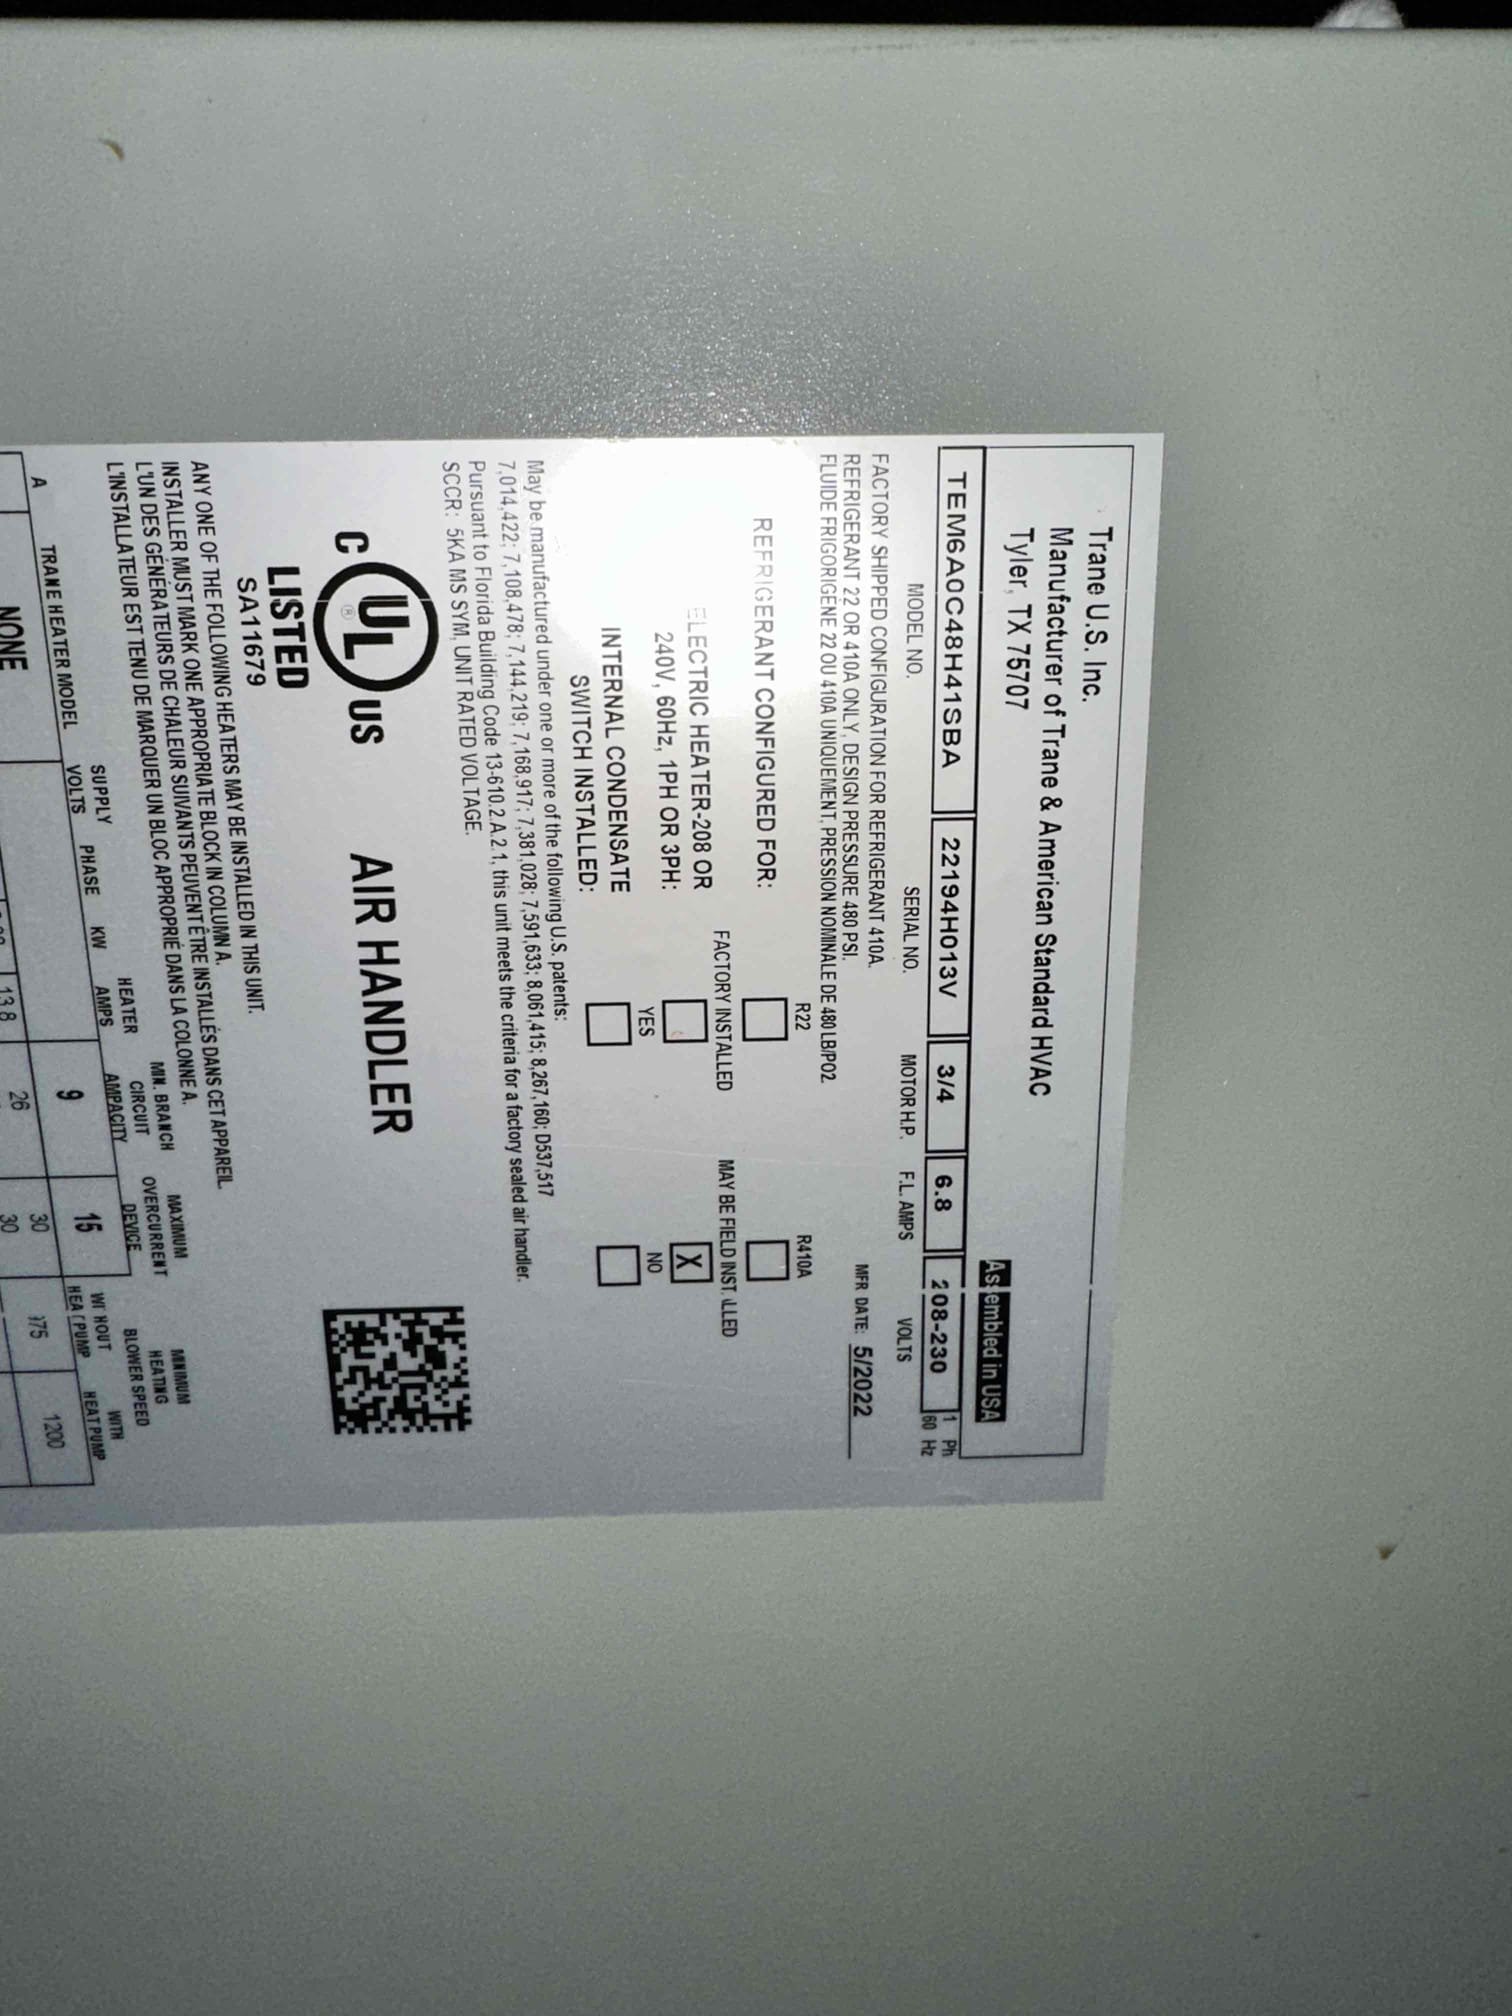 Trane U.S. Inc.
Manufacturer of Trane & American Standard HVAC
Tyler, TX 75707
Assembled in USA
TEM6A0C48H41SBA 22194H013V 3/4 6.8 208-230 1 Ph
60 Hz
MODEL NO. SERIAL NO. MOTOR H.P. F.L. AMPS VOLTS
FACTORY SHIPPED CONFIGURATION FOR REFRIGERANT 410A.
REFRIGERANT 22 OR 410A ONLY, DESIGN PRESSURE 480 PSI.
FLUIDE FRIGORIGÈNE 22 OU 410A UNIQUEMENT, PRESSION NOMINALE DE 480 LB/PO2
MFR DATE: 5/2022
R22 R410A
REFRIGERANT CONFIGURED FOR:
FACTORY INSTALLED MAY BE FIELD INSTALLED
ELECTRIC HEATER-208 OR
240V, 60Hz, 1PH OR 3PH: X
YES NO
INTERNAL CONDENSATE
SWITCH INSTALLED:
May be manufactured under one or more of the following U.S. patents:
7,014,422; 7,108,478; 7,144,219; 7,168,917; 7,381,028; 7,591,633; 8,061,415; 8,267,160; D537,517
Pursuant to Florida Building Code 13-610.2.A.2.1, this unit meets the criteria for a factory sealed air handler.
SCCR: 5KA MS SYM, UNIT RATED VOLTAGE.
C UL ® US
AIR HANDLER
LISTED
SA11679
ANY ONE OF THE FOLLOWING HEATERS MAY BE INSTALLED IN THIS UNIT.
INSTALLER MUST MARK ONE APPROPRIATE BLOCK IN COLUMN A.
L'UN DES GÉNÉRATEURS DE CHALEUR SUIVANTS PEUVENT ÊTRE INSTALLÉS DANS CET APPAREIL.
L'INSTALLATEUR EST TENU DE MARQUER UN BLOC APPROPRIÉ DANS LA COLONNE A.
A TRANE HEATER MODEL SUPPLY VOLTS PHASE KW HEATER AMPS MIN. BRANCH CIRCUIT AMPACITY MAXIMUM OVERCURRENT DEVICE MINIMUM HEATING BLOWER SPEED
WITHOUT HEAT PUMP WITH HEAT PUMP
NONE 9 15
13.8 26 30 1200
30